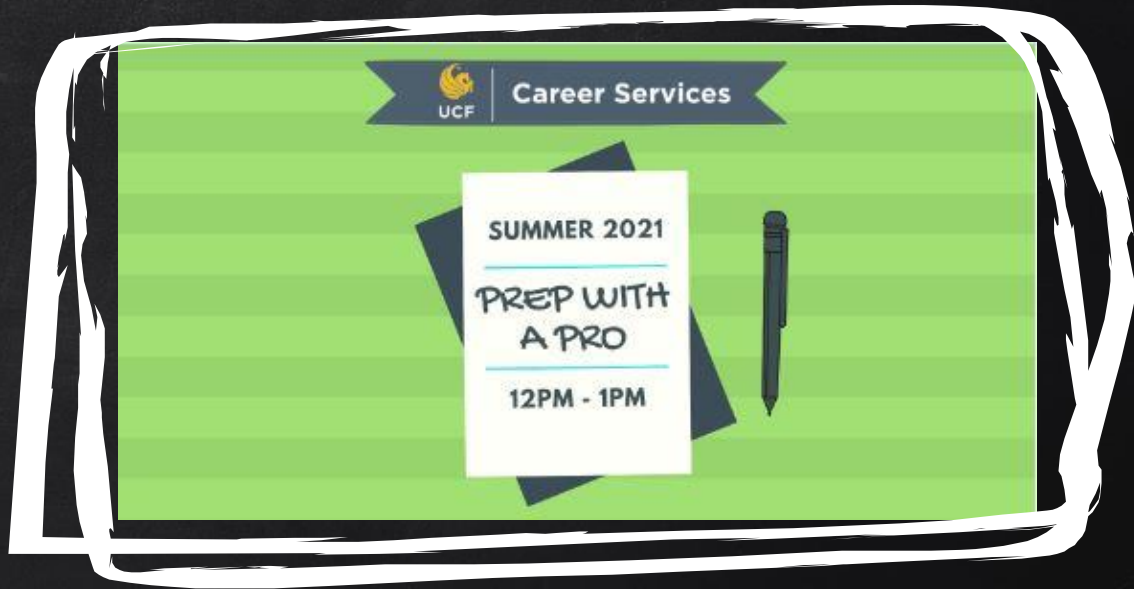 UCF
Career Services
SUMMER 2021
PREP WITH
A PRO
12PM - 1PM